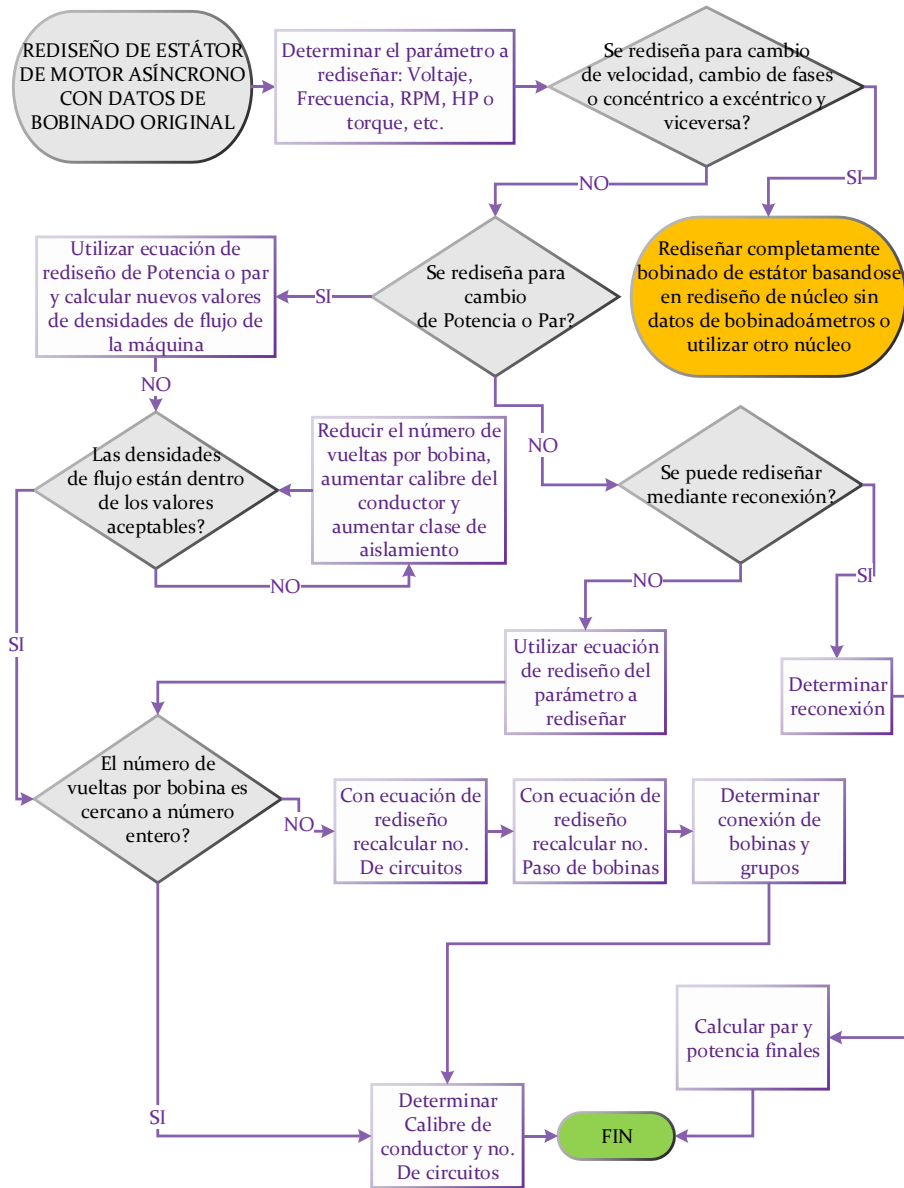 REDISEÑO DE ESTÁTOR
DE MOTOR ASÍNCRONO
CON DATOS DE
BOBINADO ORIGINAL
Determinar el parámetro a
rediseñar: Voltaje,
Frecuencia, RPM, HP o
torque, etc.
Se rediseña para cambio
de velocidad, cambio de fases
o concéntrico a excéntrico y
viceversa?
NO
SI
Utilizar ecuación de
rediseño de Potencia o par
y calcular nuevos valores
de densidades de flujo de
la máquina
SI
Se rediseña para
cambio
de Potencia o Par?
Rediseñar completamente
bobinado de estátor basandose
en rediseño de núcleo sin
datos de bobinadoámetros o
utilizar otro núcleo
NO
Las densidades
de flujo están dentro
de los valores
aceptables?
Reducir el número de
vueltas por bobina,
aumentar calibre del
conductor y
aumentar clase de
aislamiento
NO
Se puede rediseñar
mediante reconexión?
NO
NO
SI
SI
Utilizar ecuación
de rediseño del
parámetro a
rediseñar
Determinar
reconexión
El número de
vueltas por bobina es
cercano a número
entero?
NO
Con ecuación de
rediseño
recalcular no.
De circuitos
Con ecuación de
rediseño
recalcular no.
Paso de bobinas
Determinar
conexión de
bobinas y
grupos
Calcular par y
potencia finales
SI
Determinar
Calibre de
conductor y no.
De circuitos
FIN